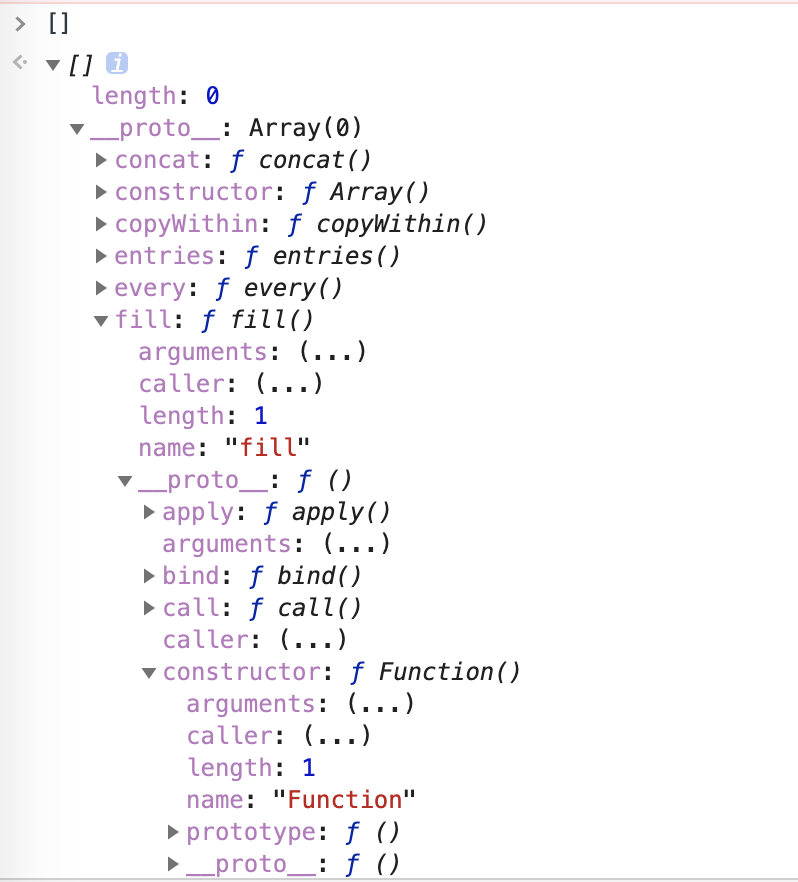 > []
<· ▼ [] i
length: 0
▼ __proto__: Array(0)
▶ concat: ƒ concat()
▶ constructor: ƒ Array()
▶ copyWithin: ƒ copyWithin()
▶ entries: ƒ entries()
▶ every: ƒ every()
▼ fill: ƒ fill()
arguments: (...)
caller: (...)
length: 1
name: "fill"
▼ __proto__: ƒ ()
▶ apply: ƒ apply()
arguments: (...)
▶ bind: ƒ bind()
▶ call: ƒ call()
caller: (...)
▼ constructor: ƒ Function()
arguments: (...)
caller: (...)
length: 1
name: "Function"
▶ prototype: ƒ ()
▶ __proto__: ƒ ()